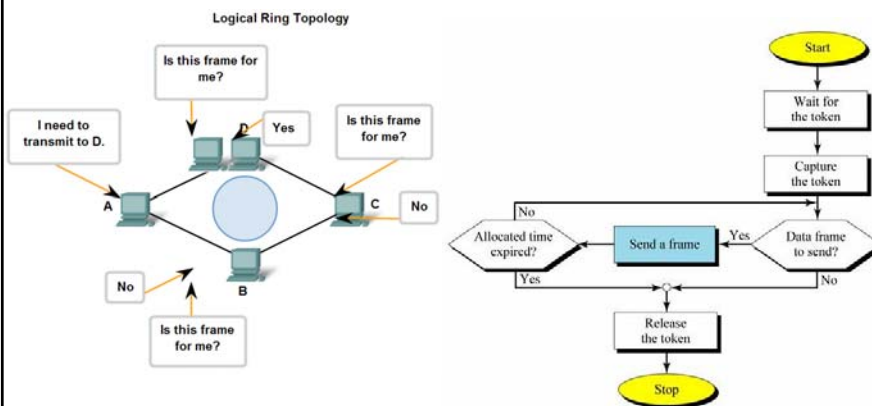 Logical Ring Topology
Is this frame for
me?
I need to
transmit to D.
D
Yes
Is this frame
for me?
A
C
No
No
B
Is this frame
for me?
Start
Wait for
the token
Capture
the token
No
Allocated time
expired?
Send a frame
Yes
Data frame
to send?
Yes
No
Release
the token
Stop